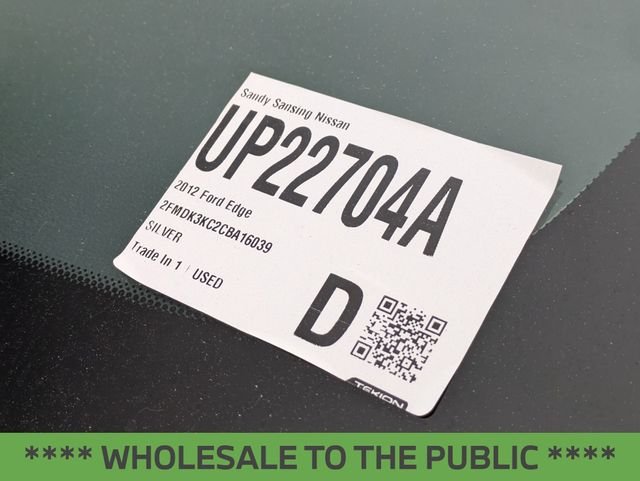 Sandy Sansing Nissan
UP22704A
2012 Ford Edge
2FMDK3KC2CBA16039
SILVER
Trade In 1 | USED
D
TEKION
**** WHOLESALE TO THE PUBLIC ****